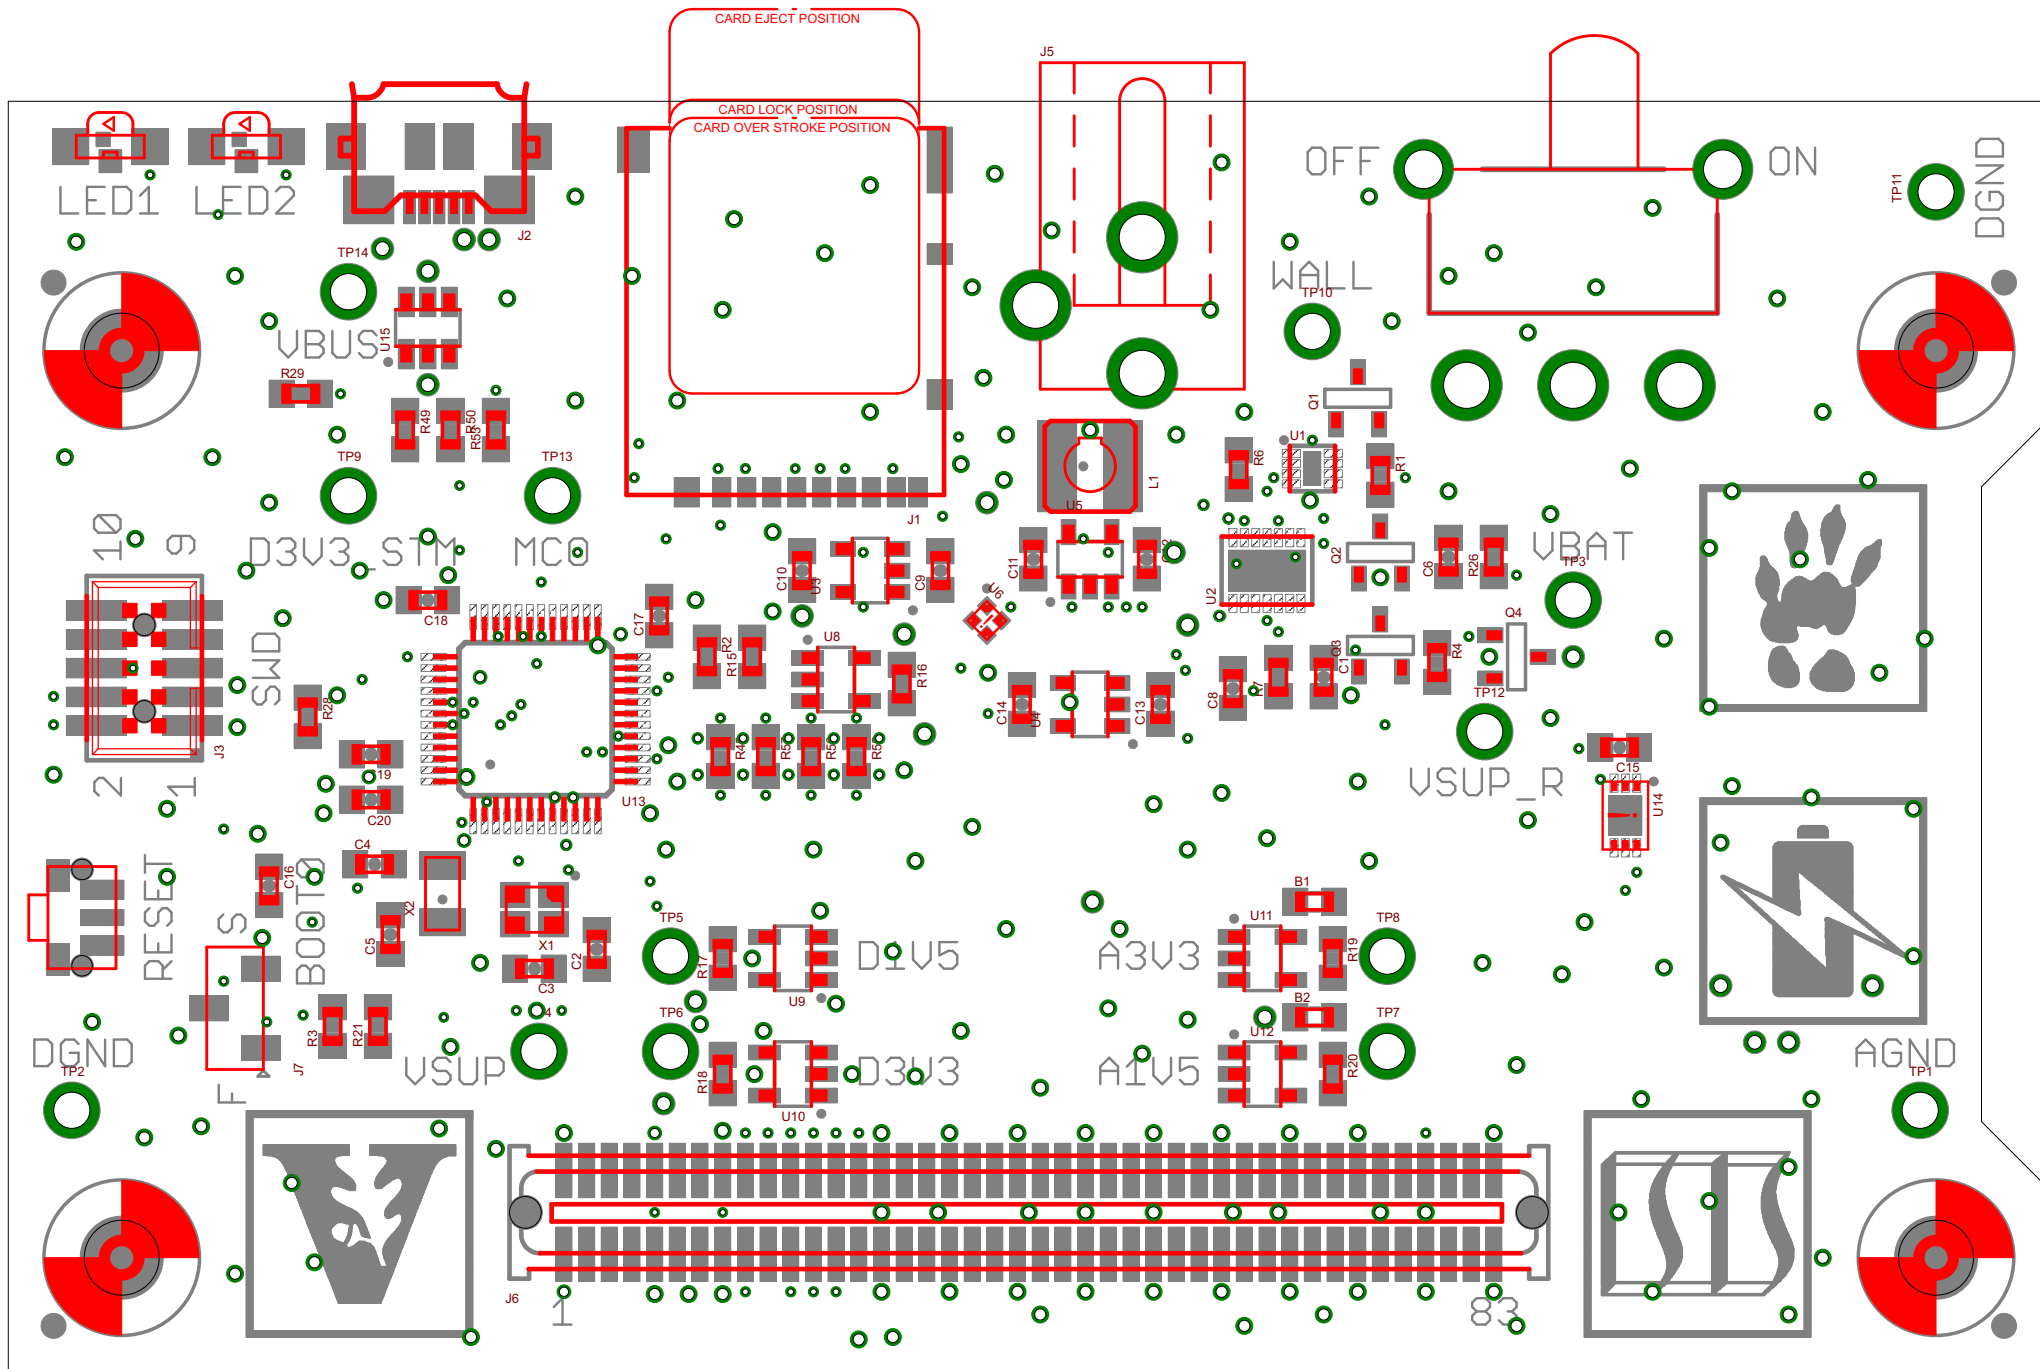 CARD EJECT POSITION
J5
CARD LOCK POSITION
CARD OVER STROKE POSITION
OFF
ON
DGND
TP11
LED1
LED2
J2
TP14
WALL
TP10
VBUS
U15
R29
R49
R50
R53
Q1
U1
R6
R1
TP9
TP13
L1
U5
J1
10
9
D3V3_STM
MCO
C10
U3
C9
C11
U2
Q2
C6
R26
VBAT
TP3
U6
C18
C17
R2
R15
U8
R16
Q3
C1
R4
Q4
SWD
R28
J3
C14
U4
C13
C8
R7
TP12
C19
VSUP_R
C15
U14
2
1
C20
U13
C4
C16
BOOT0
RESET
X2
X1
B1
S
C5
C2
C3
TP5
R17
U9
D1V5
A3V3
U11
R19
TP8
B2
R3
R21
J7
TP6
R18
U10
D3V3
A1V5
U12
R20
TP7
DGND
TP2
VSUP
F
AGND
TP1
J6
1
83